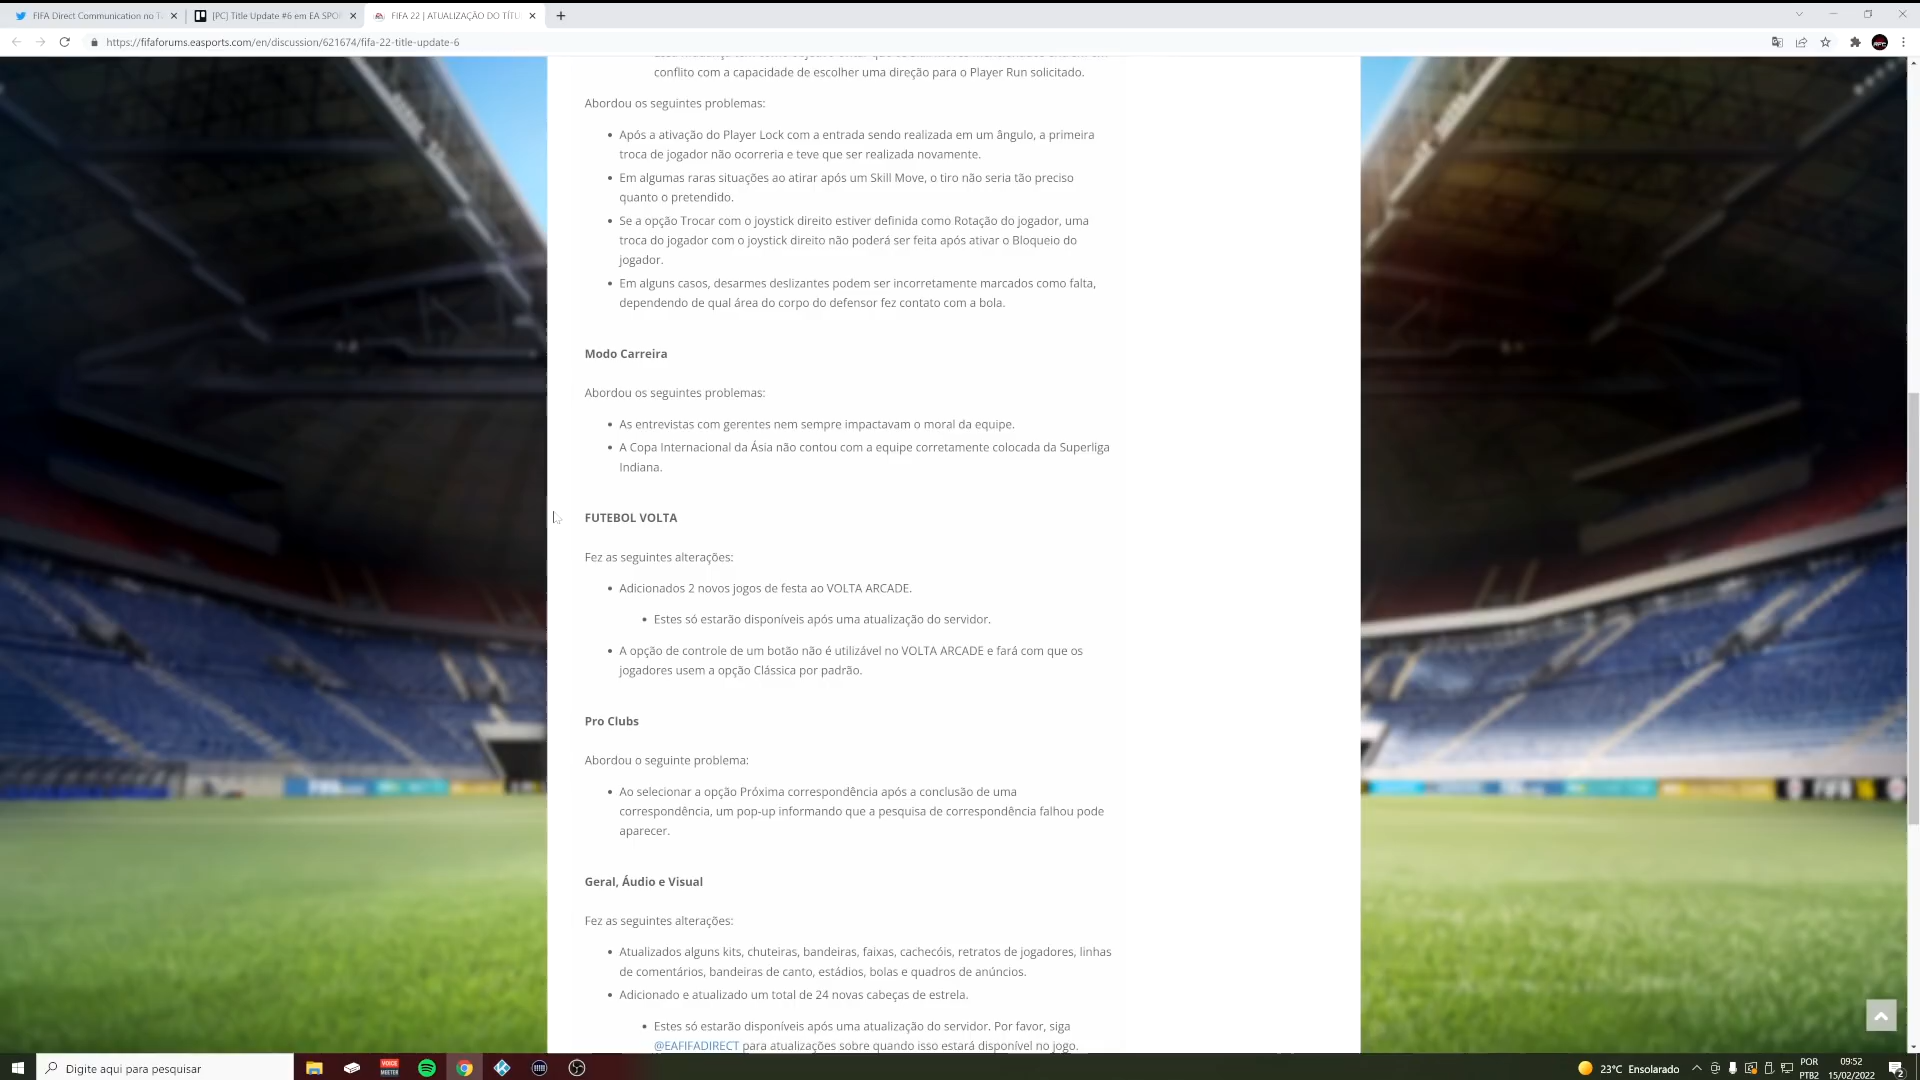 FIFA Direct Communication no T
[PC] Title Update #6 em EA SPO
FIFA 22 | ATUALIZAÇÃO DO TÍTU
https://fifaforums.easports.com/en/discussion/621674/fifa-22-title-update-6
conflito com a capacidade de escolher uma direção para o Player Run solicitado.
Abordou os seguintes problemas:
Após a ativação do Player Lock com a entrada sendo realizada em um ângulo, a primeira
troca de jogador não ocorreria e teve que ser realizada novamente.
Em algumas raras situações ao atirar após um Skill Move, o tiro não seria tão preciso
quanto o pretendido.
Se a opção Trocar com o joystick direito estiver definida como Rotação do jogador, uma
troca do jogador com o joystick direito não poderá ser feita após ativar o Bloqueio do
jogador.
Em alguns casos, desarmes deslizantes podem ser incorretamente marcados como falta,
dependendo de qual área do corpo do defensor fez contato com a bola.
Modo Carreira
Abordou os seguintes problemas:
As entrevistas com gerentes nem sempre impactavam o moral da equipe.
A Copa Internacional da Ásia não contou com a equipe corretamente colocada da Superliga
Indiana.
FUTEBOL VOLTA
Fez as seguintes alterações:
Adicionados 2 novos jogos de festa ao VOLTA ARCADE.
Estes só estarão disponíveis após uma atualização do servidor.
A opção de controle de um botão não é utilizável no VOLTA ARCADE e fará com que os
jogadores usem a opção Clássica por padrão.
Pro Clubs
Abordou o seguinte problema:
Ao selecionar a opção Próxima correspondência após a conclusão de uma
correspondência, um pop-up informando que a pesquisa de correspondência falhou pode
aparecer.
Geral, Áudio e Visual
Fez as seguintes alterações:
Atualizados alguns kits, chuteiras, bandeiras, faixas, cachecóis, retratos de jogadores, linhas
de comentários, bandeiras de canto, estádios, bolas e quadros de anúncios.
Adicionado e atualizado um total de 24 novas cabeças de estrela.
Estes só estarão disponíveis após uma atualização do servidor. Por favor, siga
@EAFIFADIRECT para atualizações sobre quando isso estará disponível no jogo.
Digite aqui para pesquisar
VOICE
MEETER
23°C Ensolarado
POR
PTB2
09:52
15/02/2022
2